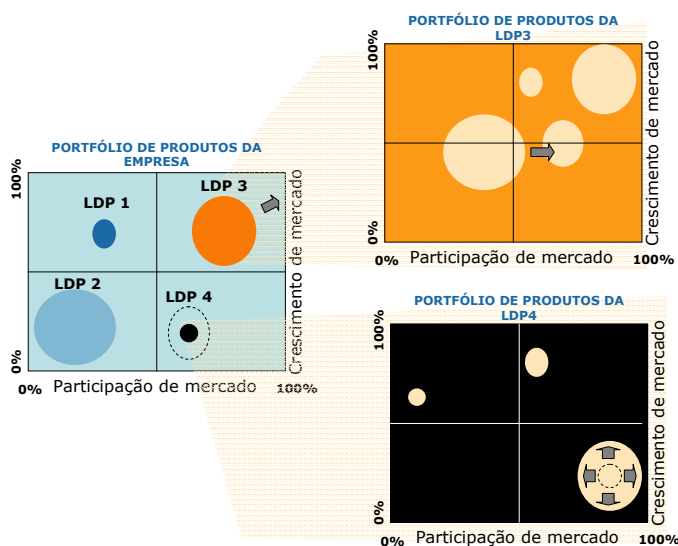 PORTFÓLIO DE PRODUTOS DA
EMPRESA
100%
0%
LDP 1
LDP 3
LDP 2
LDP 4
Crescimento de mercado
0%
Participação de mercado
100%
PORTFÓLIO DE PRODUTOS DA
LDP3
100%
0%
Crescimento de mercado
0%
Participação de mercado
100%
PORTFÓLIO DE PRODUTOS DA
LDP4
100%
0%
Crescimento de mercado
0%
Participação de mercado
100%